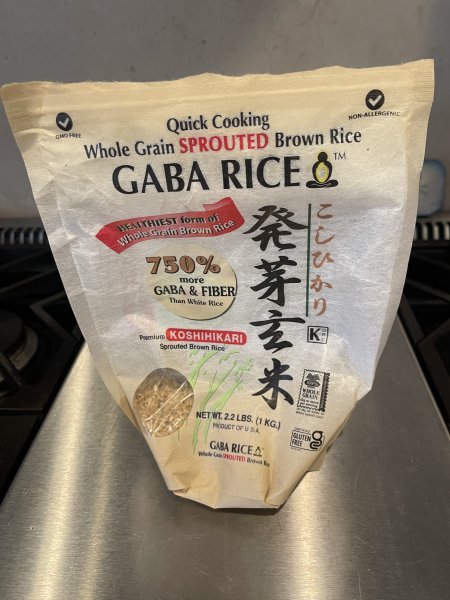 GMO FREE
NON-ALLERGENIC
Quick Cooking
Whole Grain SPROUTED Brown Rice
GABA RICE TM
HEALTHIEST form of
Whole Grain Brown Rice
750%
more
GABA & FIBER
Than White Rice
発芽玄米
こしひかり
K
Premium KOSHIHIKARI
Sprouted Brown Rice
WHOLE
GRAIN
NET WT. 2.2 LBS. (1 KG.)
PRODUCT OF U.S.A.
GLUTEN
FREE
GABA RICE
Whole Grain SPROUTED Brown Rice